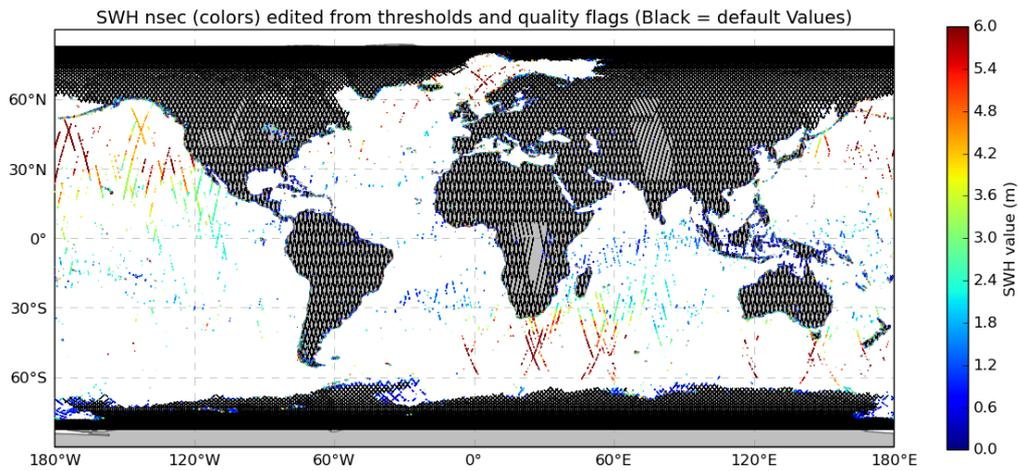 SWH nsec (colors) edited from thresholds and quality flags (Black = default Values)
6.0
5.4
4.8
4.2
3.6
3.0
2.4
1.8
1.2
0.6
0.0
SWH value (m)
60°N
30°N
0°
30°S
60°S
180°W
120°W
60°W
0°
60°E
120°E
180°E